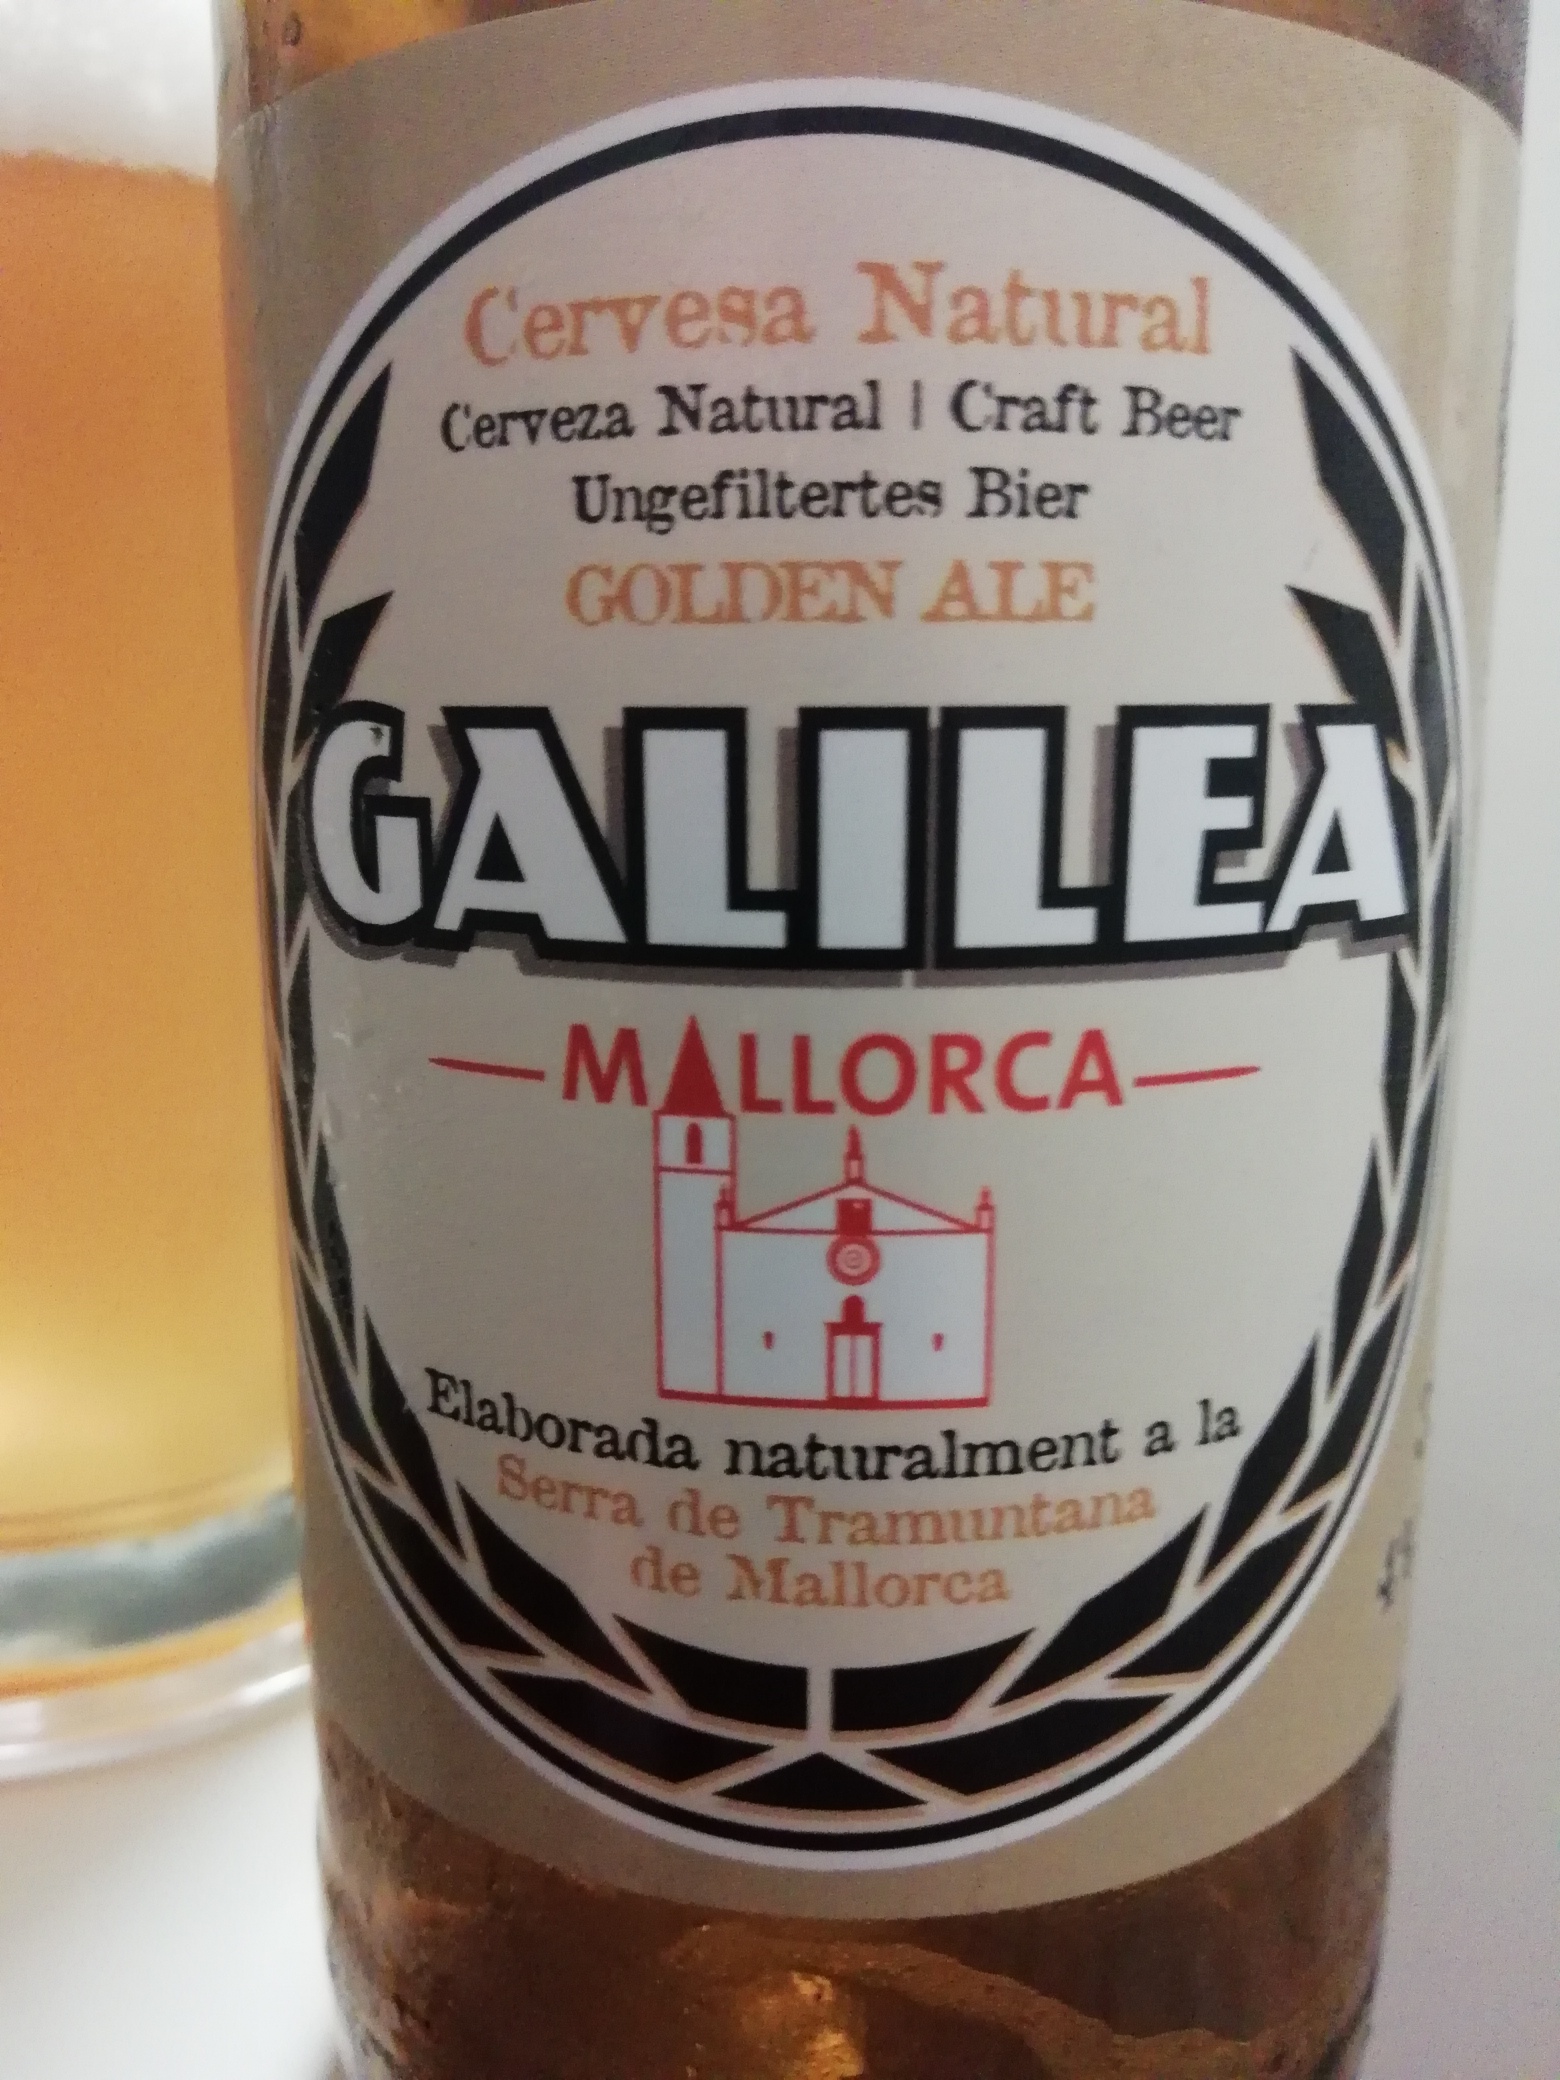 Cervesa Natural
Cerveza Natural | Craft Beer
Ungefiltertes Bier
GOLDEN ALE
GALILEA
MALLORCA
Elaborada naturalment a la
Serra de Tramuntana
de Mallorca